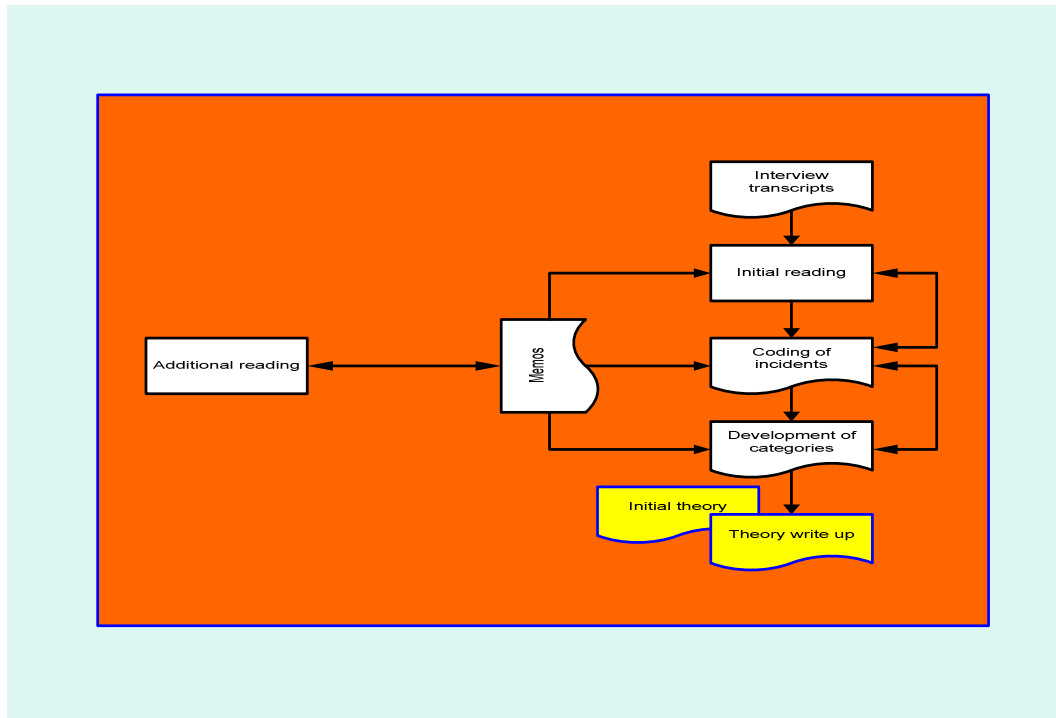 Interview
transcripts
Initial reading
Additional reading
Memos
Coding of
incidents
Development of
categories
Initial theory
Theory write up